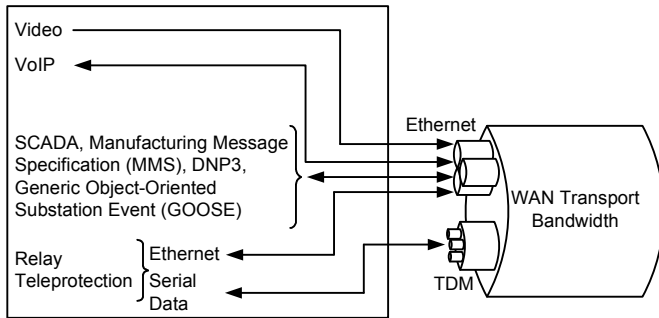 Video
VoIP
SCADA, Manufacturing Message
Specification (MMS), DNP3,
Generic Object-Oriented
Substation Event (GOOSE)
Relay
Teleprotection
Ethernet
Serial
Data
Ethernet
TDM
WAN Transport
Bandwidth